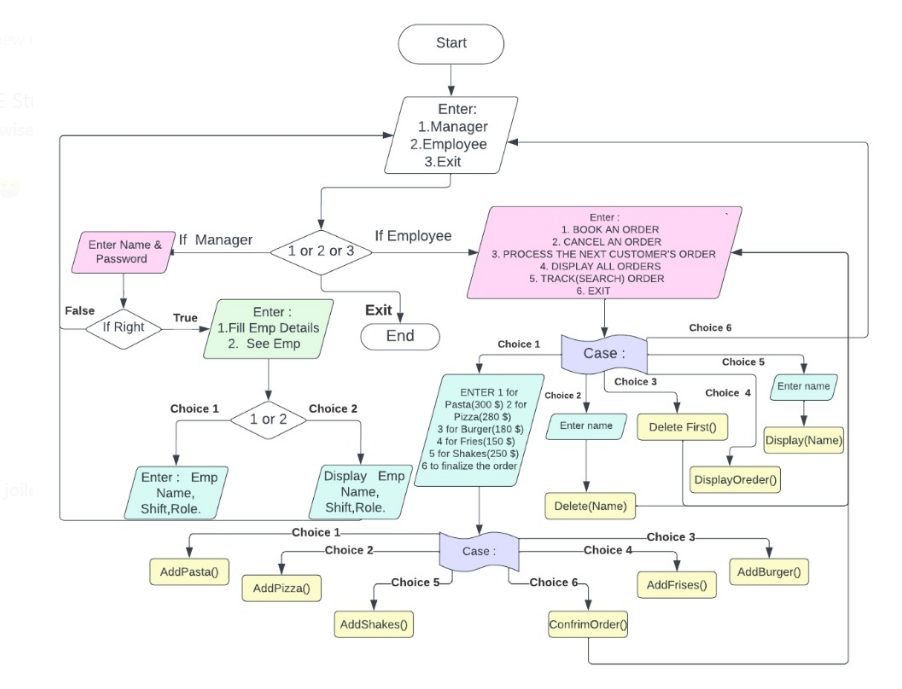 Start
Enter:
1.Manager
2.Employee
3.Exit
1 or 2 or 3
If Manager
If Employee
Enter Name &
Password
Enter :
1. BOOK AN ORDER
2. CANCEL AN ORDER
3. PROCESS THE NEXT CUSTOMER'S ORDER
4. DISPLAY ALL ORDERS
5. TRACK(SEARCH) ORDER
6. EXIT
Exit
End
False
If Right
True
Enter :
1.Fill Emp Details
2. See Emp
Choice 6
Case :
Choice 1
Choice 5
Choice 2
Choice 3
Choice 4
ENTER 1 for
Pasta(300 $) 2 for
Pizza(280 $)
3 for Burger(180 $)
4 for Fries(150 $)
5 for Shakes(250 $)
6 to finalize the order
Enter name
Enter name
Delete First()
Display(Name)
DisplayOreder()
Delete(Name)
Choice 1
1 or 2
Choice 2
Enter : Emp
Name,
Shift,Role.
Display Emp
Name,
Shift,Role.
Choice 1
Choice 2
Case :
Choice 3
Choice 4
Choice 5
Choice 6
AddPasta()
AddPizza()
AddShakes()
ConfrimOrder()
AddFrises()
AddBurger()